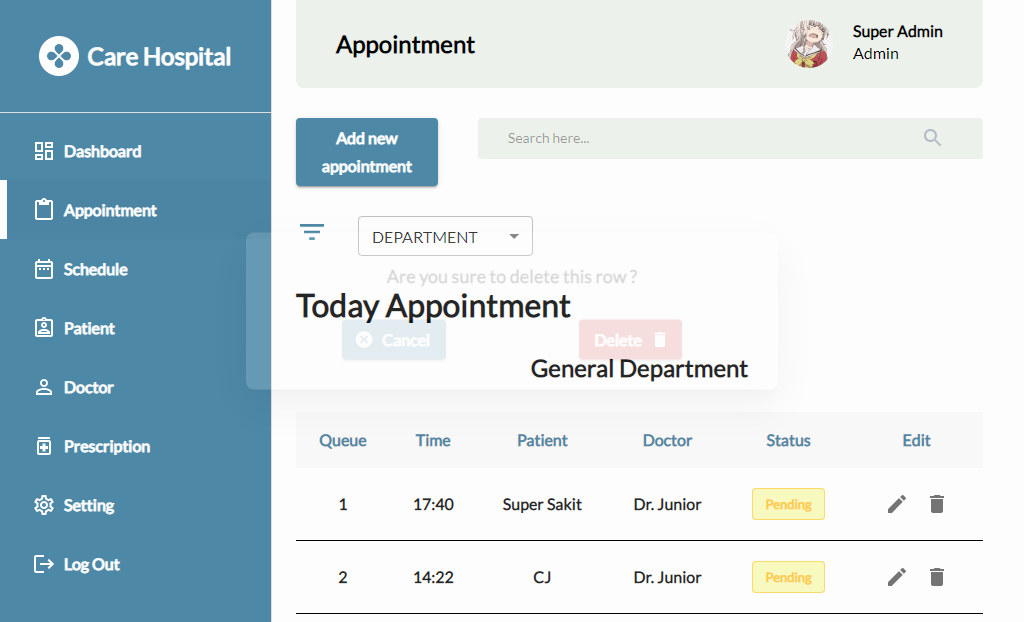 Care Hospital
Dashboard
Appointment
Schedule
Patient
Doctor
Prescription
Setting
Log Out
Appointment
Super Admin
Admin
Add new
appointment
Search here...
DEPARTMENT
Are you sure to delete this row ?
Today Appointment
Cancel
Delete
General Department
Queue Time Patient Doctor Status Edit
1 17:40 Super Sakit Dr. Junior Pending
2 14:22 CJ Dr. Junior Pending